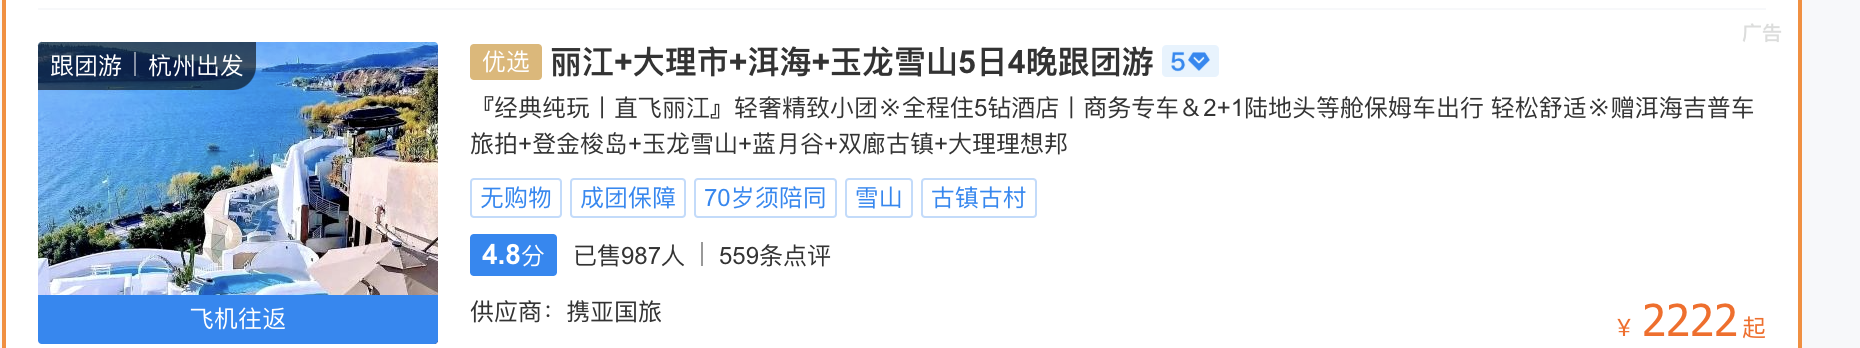 广告
跟团游｜杭州出发
优选 丽江+大理市+洱海+玉龙雪山5日4晚跟团游 5
『经典纯玩丨直飞丽江』轻奢精致小团※全程住5钻酒店丨商务专车＆2+1陆地头等舱保姆车出行 轻松舒适※赠洱海吉普车
旅拍+登金梭岛+玉龙雪山+蓝月谷+双廊古镇+大理理想邦
无购物 成团保障 70岁须陪同 雪山 古镇古村
4.8分 已售987人｜559条点评
飞机往返
供应商：携亚国旅
¥ 2222起